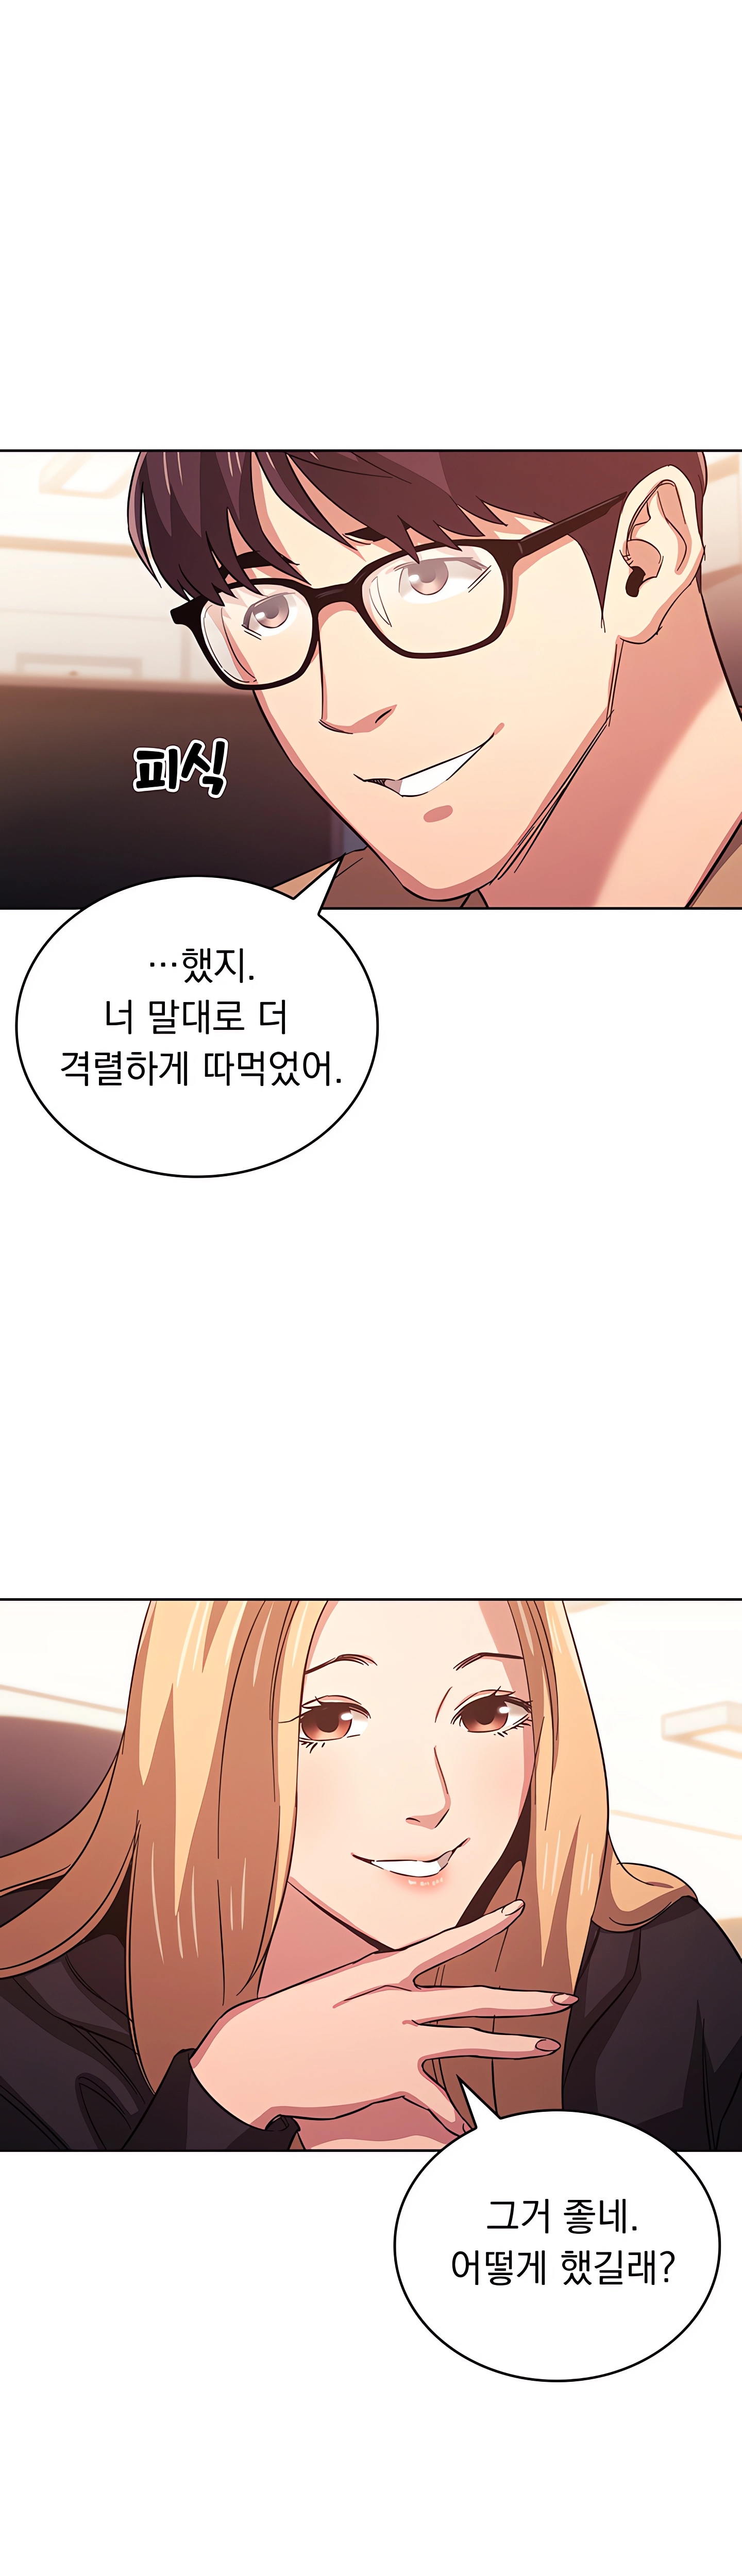 피식
…했지.
너 말대로 더
격렬하게 따먹었어.
그거 좋네.
어떻게 했길래?